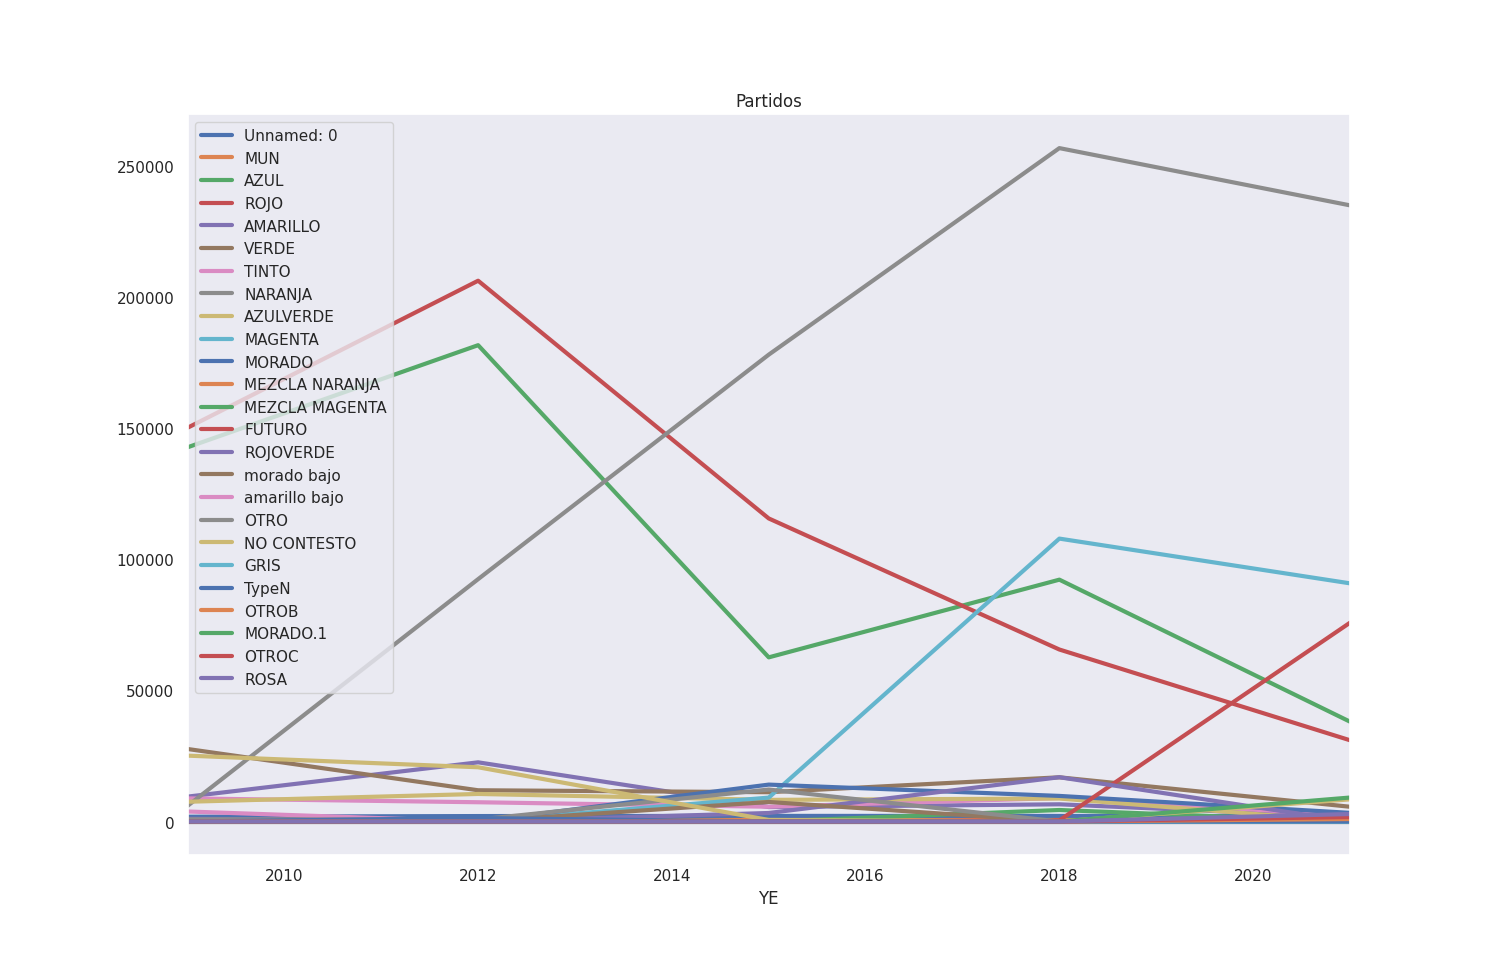 Partidos
Unnamed: 0
MUN
AZUL
ROJO
AMARILLO
VERDE
TINTO
NARANJA
AZULVERDE
MAGENTA
MORADO
MEZCLA NARANJA
MEZCLA MAGENTA
FUTURO
ROJOVERDE
morado bajo
amarillo bajo
OTRO
NO CONTESTO
GRIS
TypeN
OTROB
MORADO.1
OTROC
ROSA
250000
200000
150000
100000
50000
0
2010 2012 2014 2016 2018 2020
YE